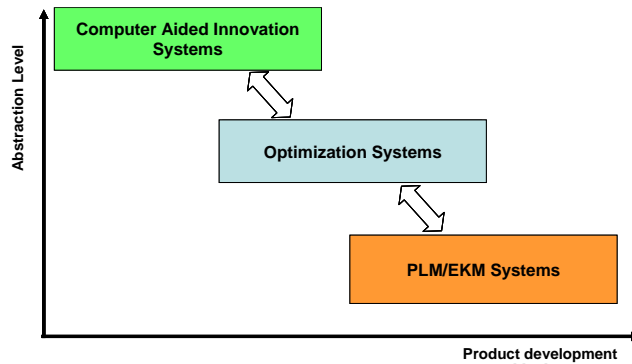 Computer Aided Innovation
Systems
Abstraction Level
Optimization Systems
PLM/EKM Systems
Product development